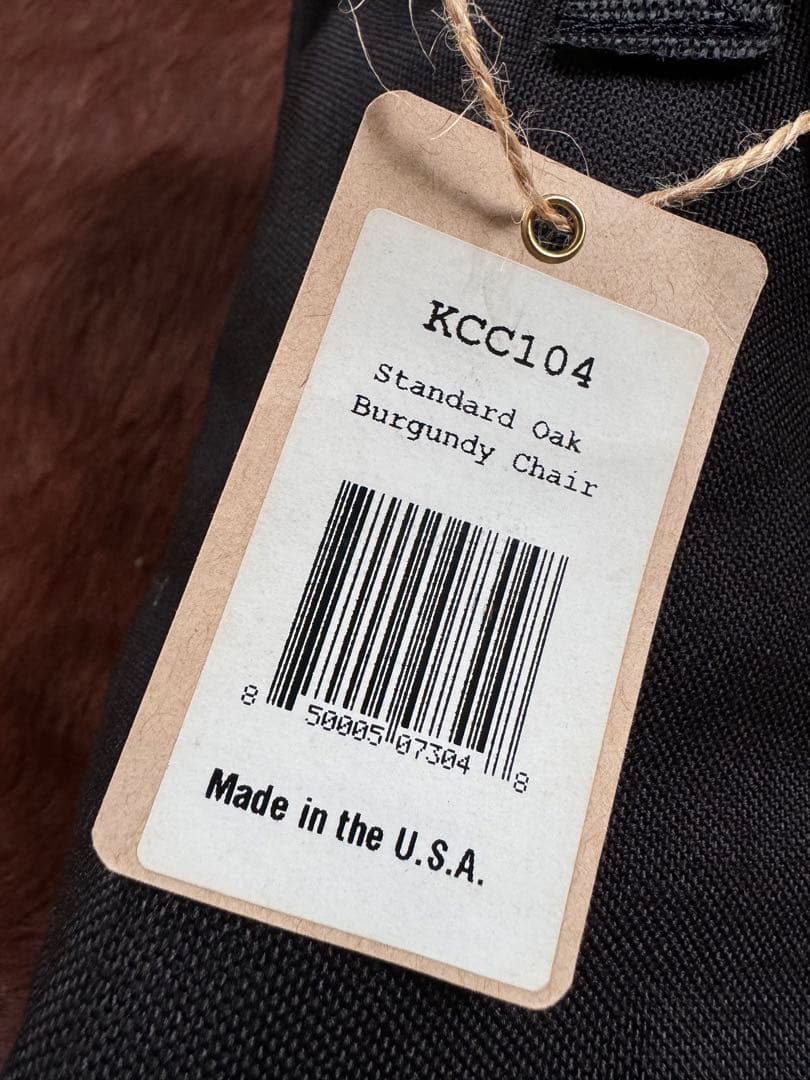 KCC104
Standard Oak
Burgundy Chair
8 50005 07304 8
Made in the U.S.A.